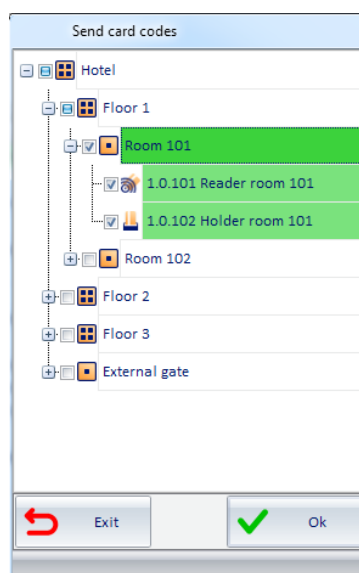 Send card codes
Hotel
Floor 1
Room 101
1.0.101 Reader room 101
1.0.102 Holder room 101
Room 102
Floor 2
Floor 3
External gate
Exit
Ok